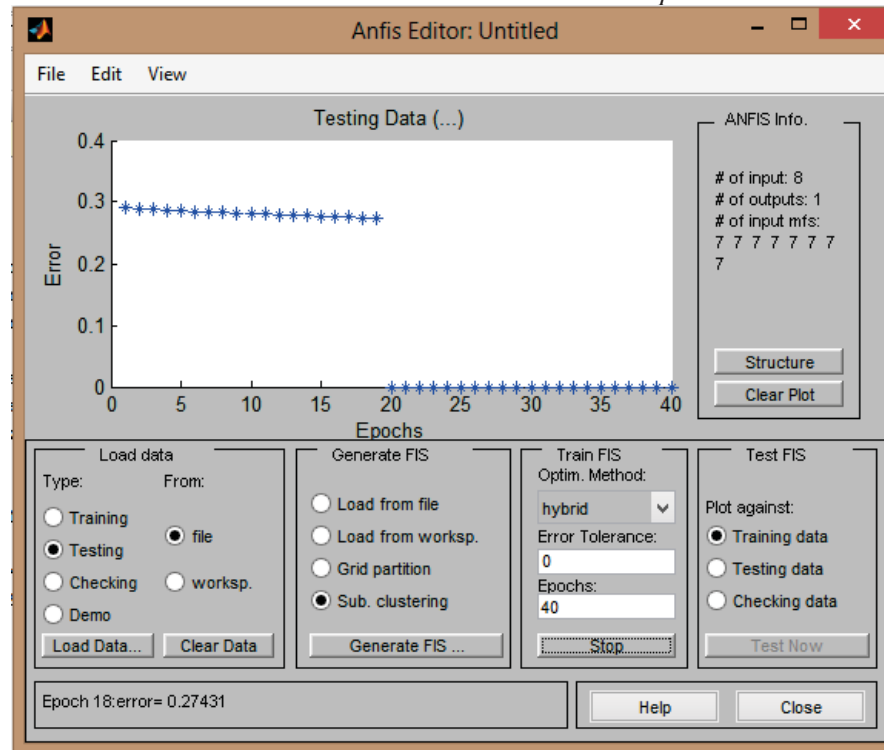 Anfis Editor: Untitled
File Edit View
Testing Data (...)
0.4
0.3
0.2
0.1
0
Error
0 5 10 15 20 25 30 35 40
Epochs
ANFIS Info.
# of input: 8
# of outputs: 1
# of input mfs:
7 7 7 7 7 7 7
7
Structure
Clear Plot
Load data
Type: From:
Training
Testing
Checking
Demo
file
worksp.
Load Data... Clear Data
Generate FIS
Load from file
Load from worksp.
Grid partition
Sub. clustering
Generate FIS ...
Train FIS
Optim. Method:
hybrid
Error Tolerance:
0
Epochs:
40
Stop
Test FIS
Plot against:
Training data
Testing data
Checking data
Test Now
Epoch 18:error= 0.27431
Help Close